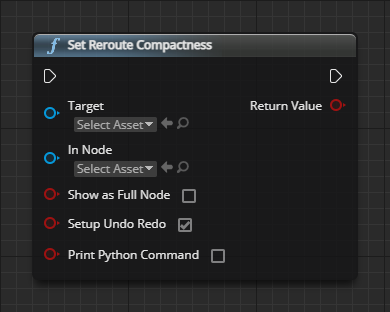 Set Reroute Compactness
Target
Return Value
Select Asset
In Node
Select Asset
Show as Full Node
Setup Undo Redo
Print Python Command